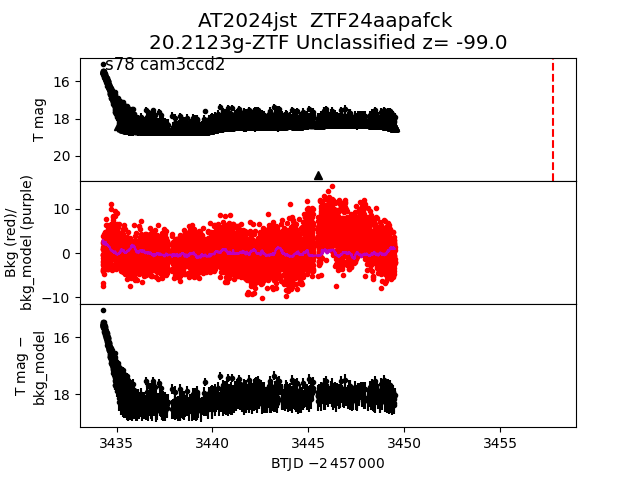 AT2024jst  ZTF24aapafck
20.2123g-ZTF Unclassified z= -99.0
s78 cam3ccd2
T mag
16
18
20
Bkg (red)/
bkg_model (purple)
10
0
−10
T mag −
bkg_model
16
18
3435
3440
3445
3450
3455
BTJD −2 457 000